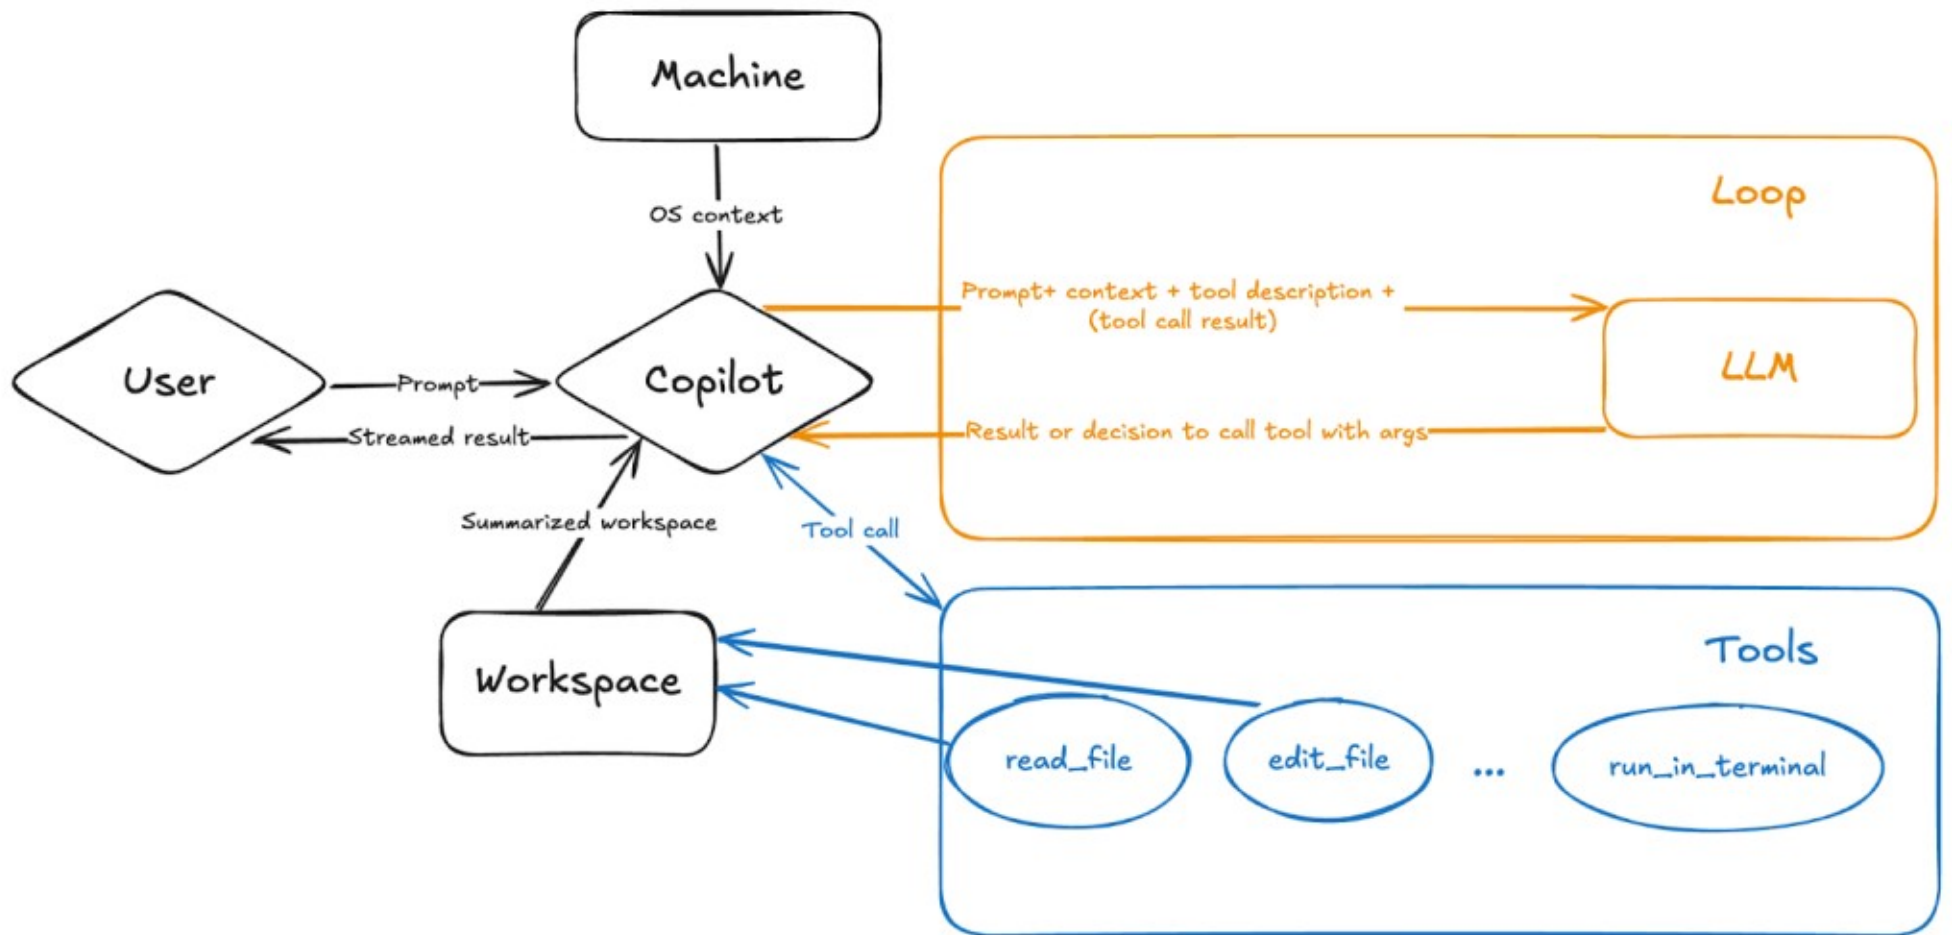 Machine
OS context
Loop
Prompt+ context + tool description +
(tool call result)
LLM
User
Prompt
Copilot
Streamed result
Result or decision to call tool with args
Summarized workspace
Tool call
Workspace
Tools
read_file
edit_file
...
run_in_terminal